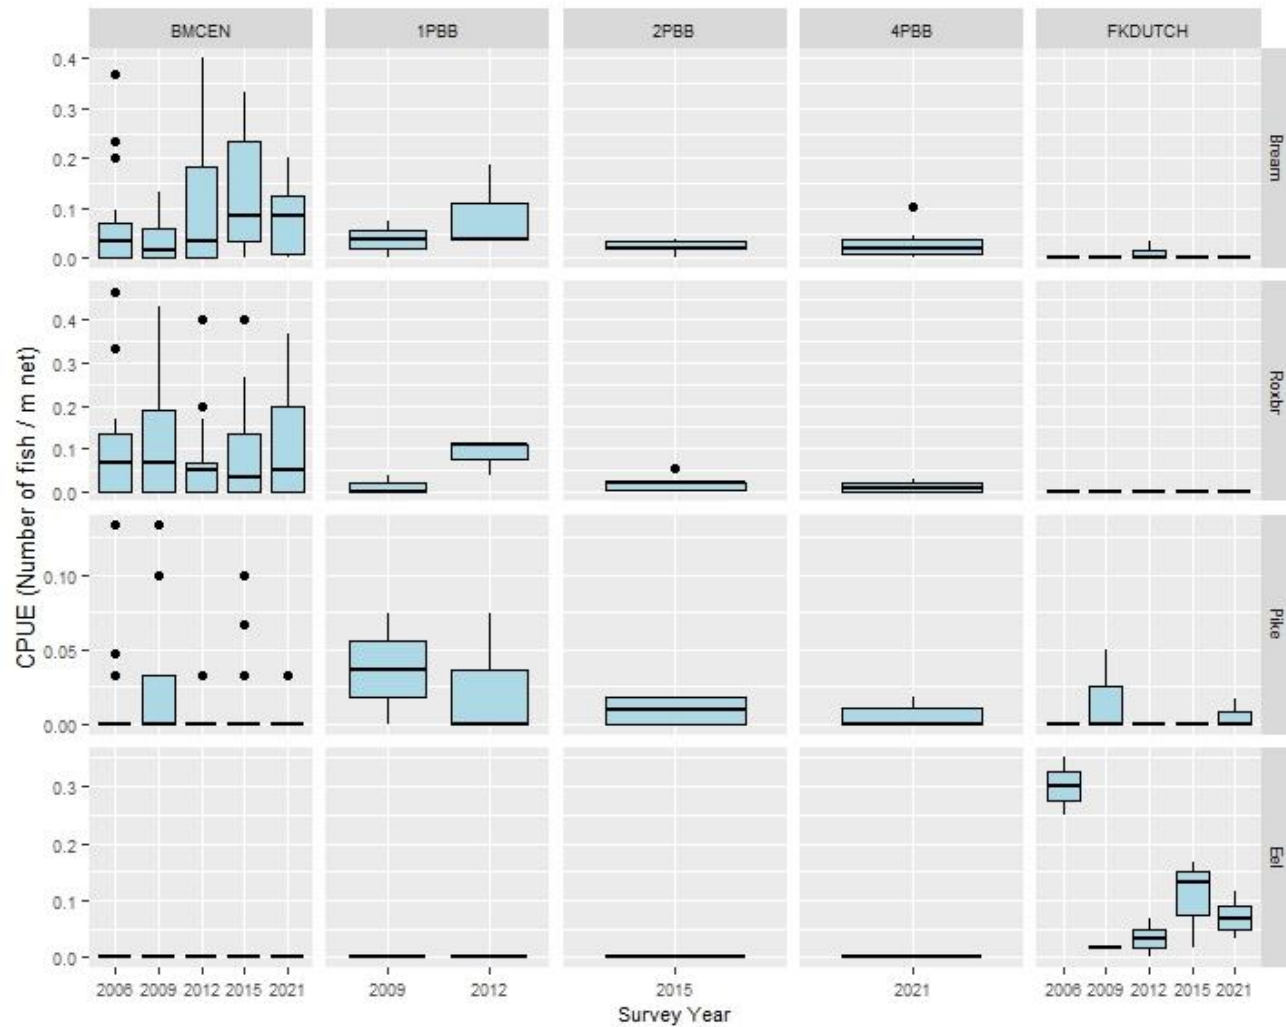 BMCEN 1PBB 2PBB 4PBB FKDUTCH
0.4
0.3
0.2
0.1
0.0
Bream
0.4
0.3
0.2
0.1
0.0
Roxbr
0.10
0.05
0.00
Pike
0.3
0.2
0.1
0.0
Eel
CPUE (Number of fish / m net)
2006 2009 2012 2015 2021 2009 2012 2015 2021 2006 2009 2012 2015 2021
Survey Year